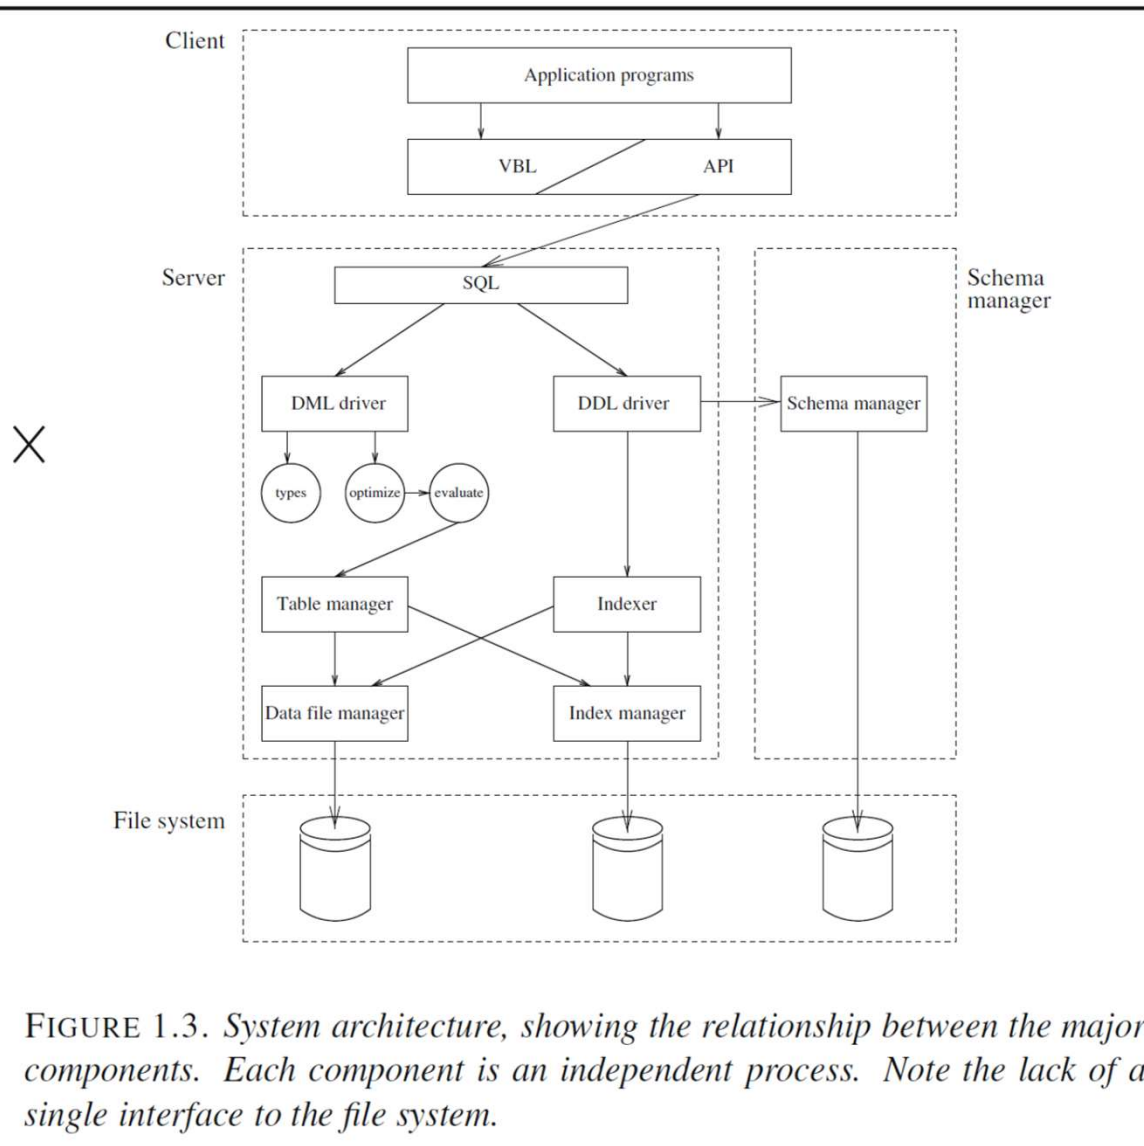 Client
Application programs
VBL
API
Server
SQL
Schema
manager
DML driver
DDL driver
Schema manager
X
types
optimize
evaluate
Table manager
Indexer
Data file manager
Index manager
File system
FIGURE 1.3. System architecture, showing the relationship between the major
components. Each component is an independent process. Note the lack of a
single interface to the file system.